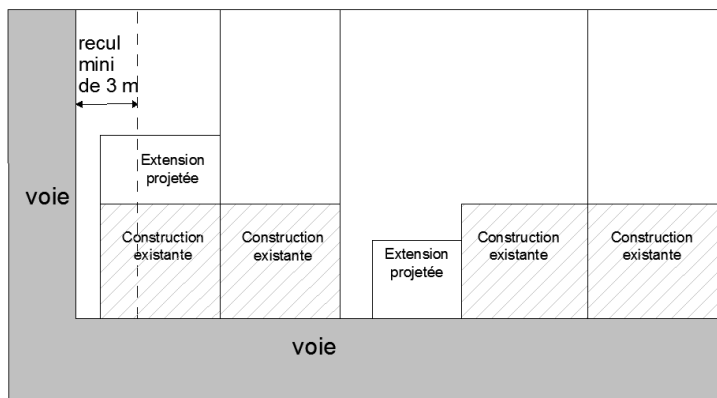 recul
mini
de 3 m
Extension
projetée
voie
Construction
existante
Construction
existante
Extension
projetée
Construction
existante
Construction
existante
voie